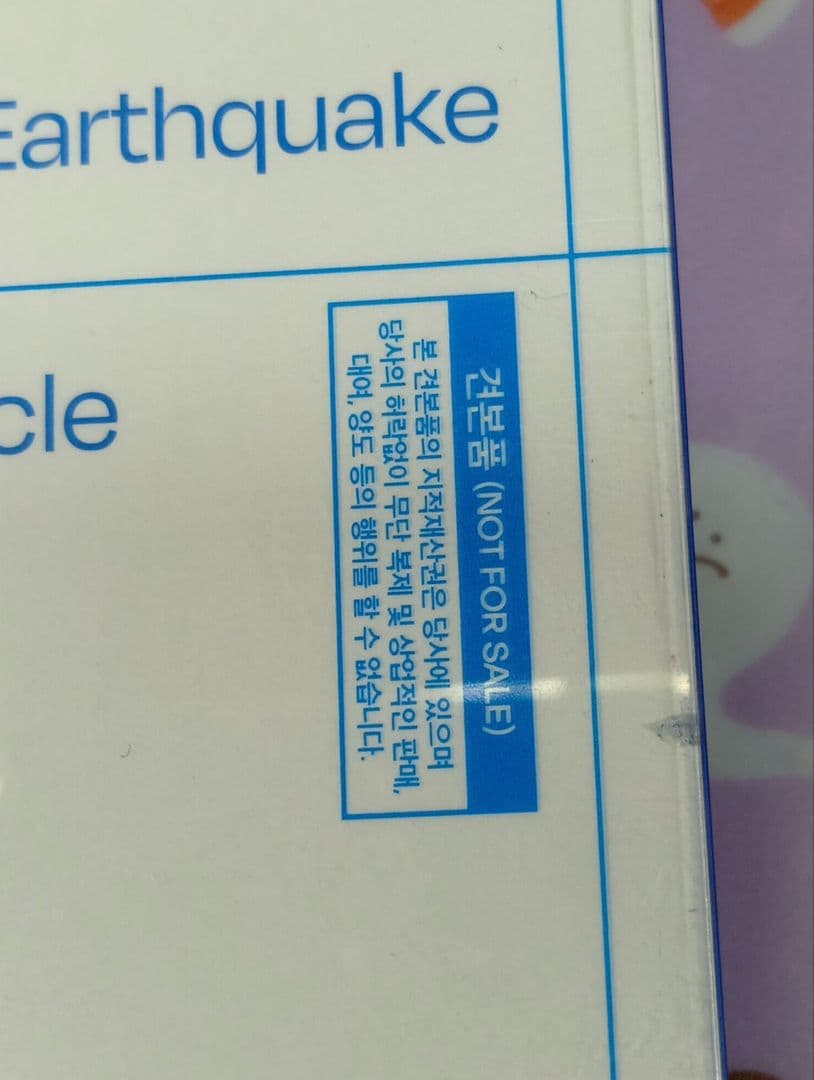 Earthquake
cle
견본품 (NOT FOR SALE)
본 견본품의 지적재산권은 당사에 있으며
당사의 허락없이 무단 복제 및 상업적인 판매,
대여, 양도 등의 행위를 할 수 없습니다.